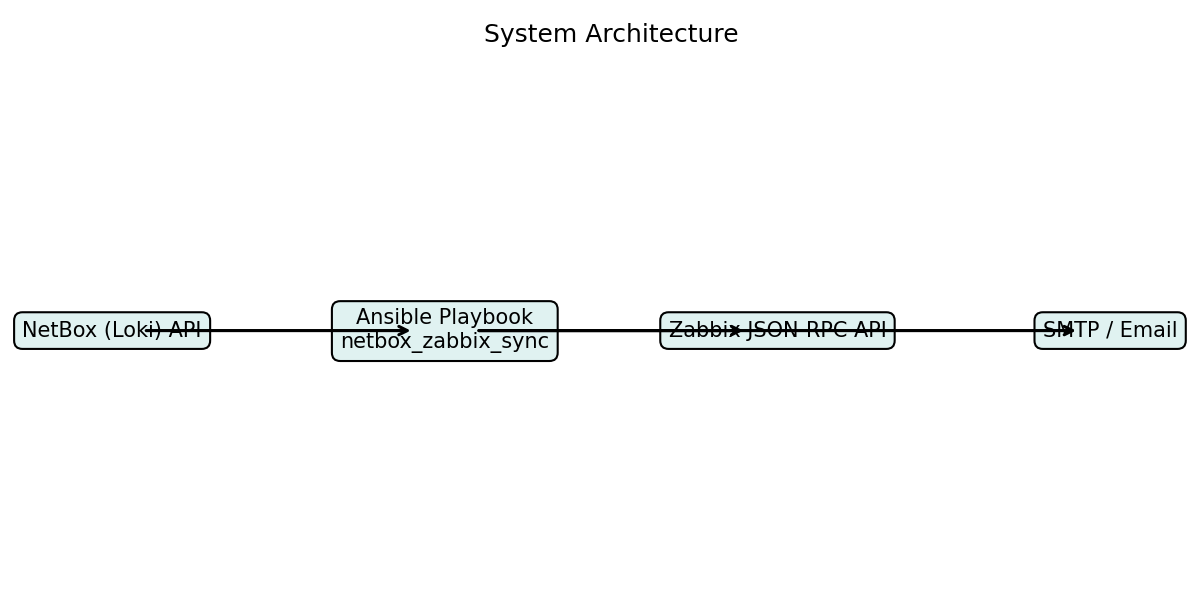 System Architecture
NetBox (Loki) API
Ansible Playbook
netbox_zabbix_sync
Zabbix JSON-RPC API
SMTP / Email